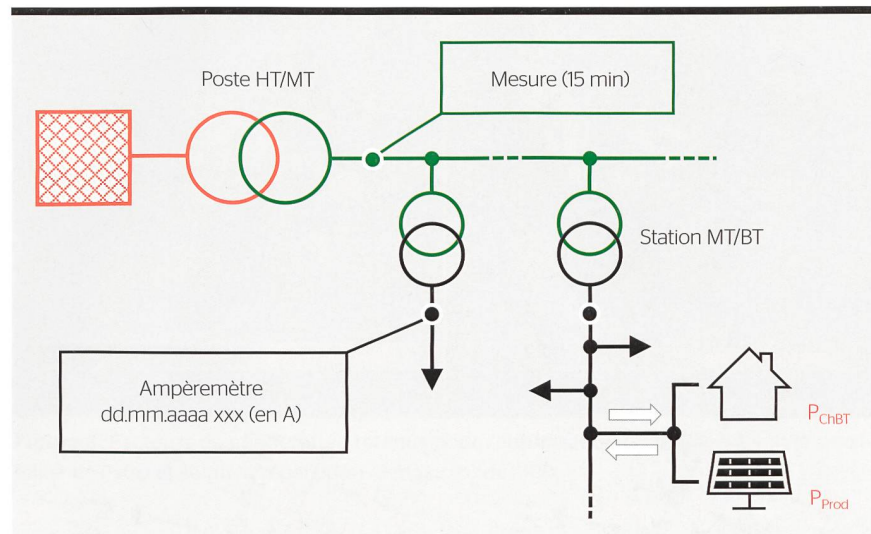 Poste HT/MT
Mesure (15 min)
Station MT/BT
Ampèremètre
dd.mm.aaaa xxx (en A)
PChBT
PProd